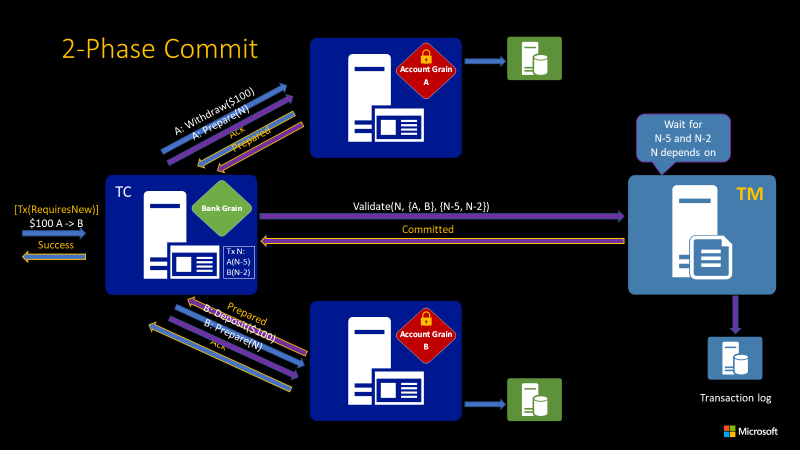 2-Phase Commit
Account Grain
A
A: Withdraw($100)
A: Prepare(N)
Ack
Prepared
Wait for
N-5 and N-2
N depends on
TC
Bank Grain
TM
[Tx(RequiresNew)]
$100 A -> B
Success
Validate(N, {A, B}, {N-5, N-2})
Committed
Tx N:
A(N-5)
B(N-2)
Prepared
B: Deposit($100)
B: Prepare(N)
Ack
Account Grain
B
Transaction log
Microsoft